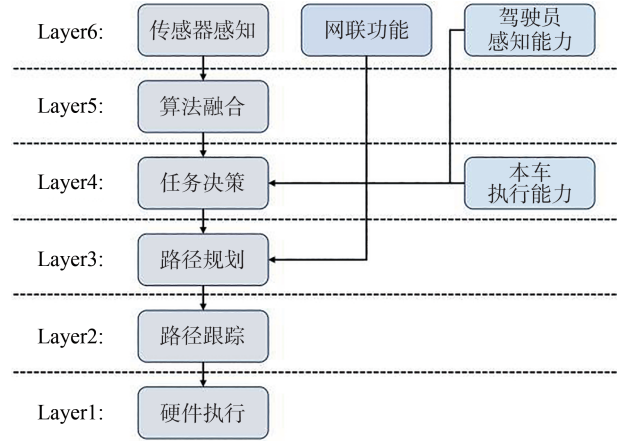 Layer6:
传感器感知
网联功能
驾驶员
感知能力
Layer5:
算法融合
Layer4:
任务决策
本车
执行能力
Layer3:
路径规划
Layer2:
路径跟踪
Layer1:
硬件执行